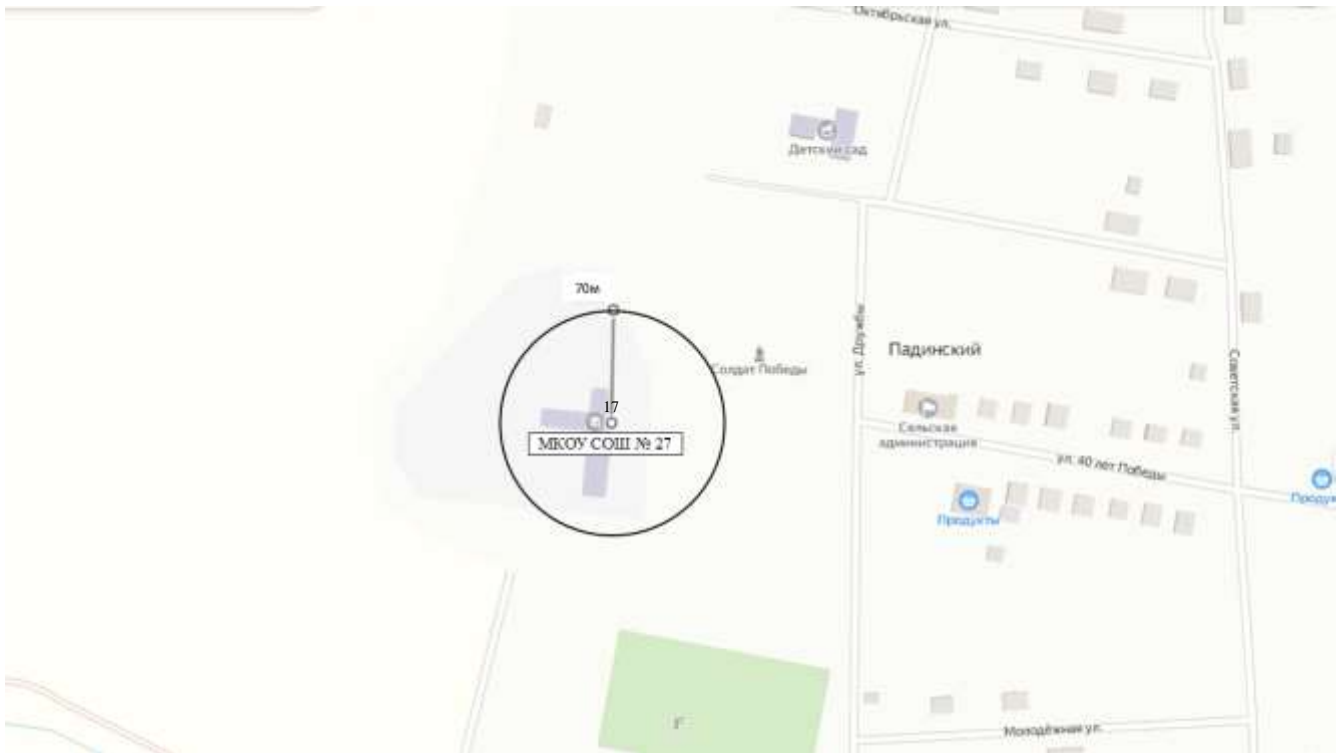 Октябрьская ул.
Детский сад
70м
ул. Дружбы
Падинский
Солдат Победы
Советская ул.
17
МКОУ СОШ № 27
Сельская
администрация
ул. 40 лет Победы
Продукты
Продук
Молодёжная ул.